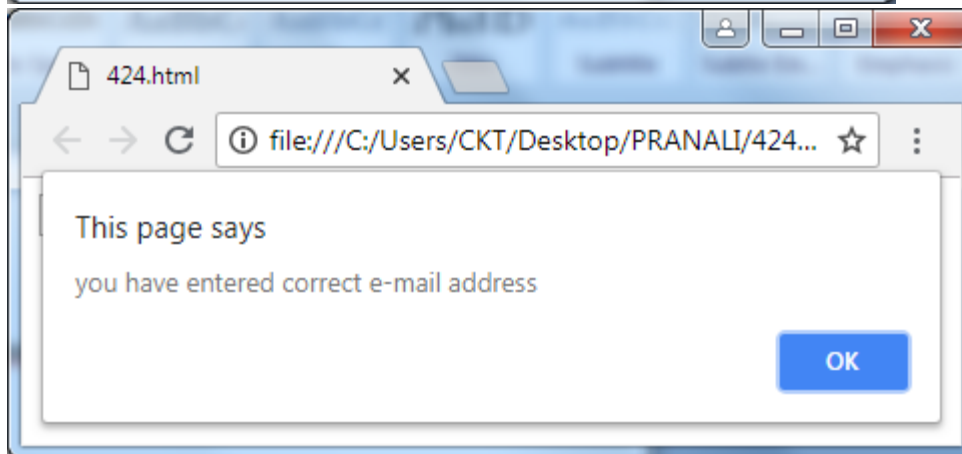 424.html
file:///C:/Users/CKT/Desktop/PRANALI/424...
This page says
you have entered correct e-mail address
OK